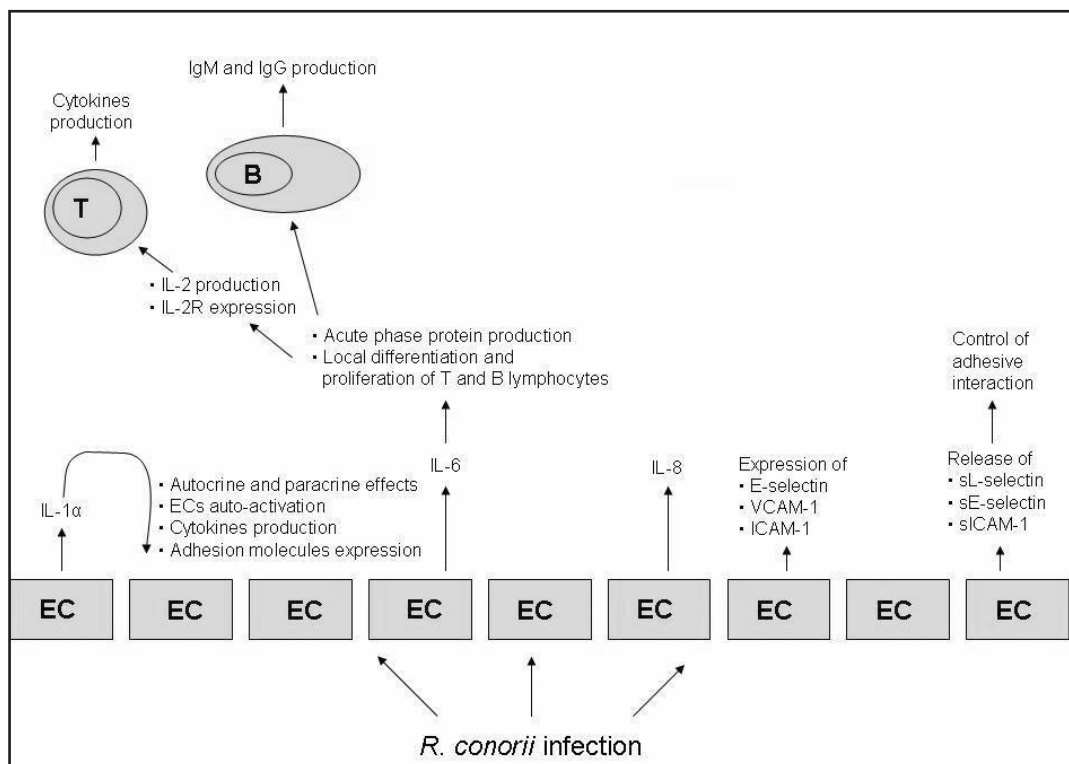 IgM and IgG production
Cytokines
production
B
T
▪ IL-2 production
▪ IL-2R expression
▪ Acute phase protein production
▪ Local differentiation and
proliferation of T and B lymphocytes
Control of
adhesive
interaction
IL-1α
▪ Autocrine and paracrine effects
▪ ECs auto-activation
▪ Cytokines production
▪ Adhesion molecules expression
IL-6
IL-8
Expression of
▪ E-selectin
▪ VCAM-1
▪ ICAM-1
Release of
▪ sL-selectin
▪ sE-selectin
▪ sICAM-1
EC EC EC EC EC EC EC EC EC
R. conorii infection